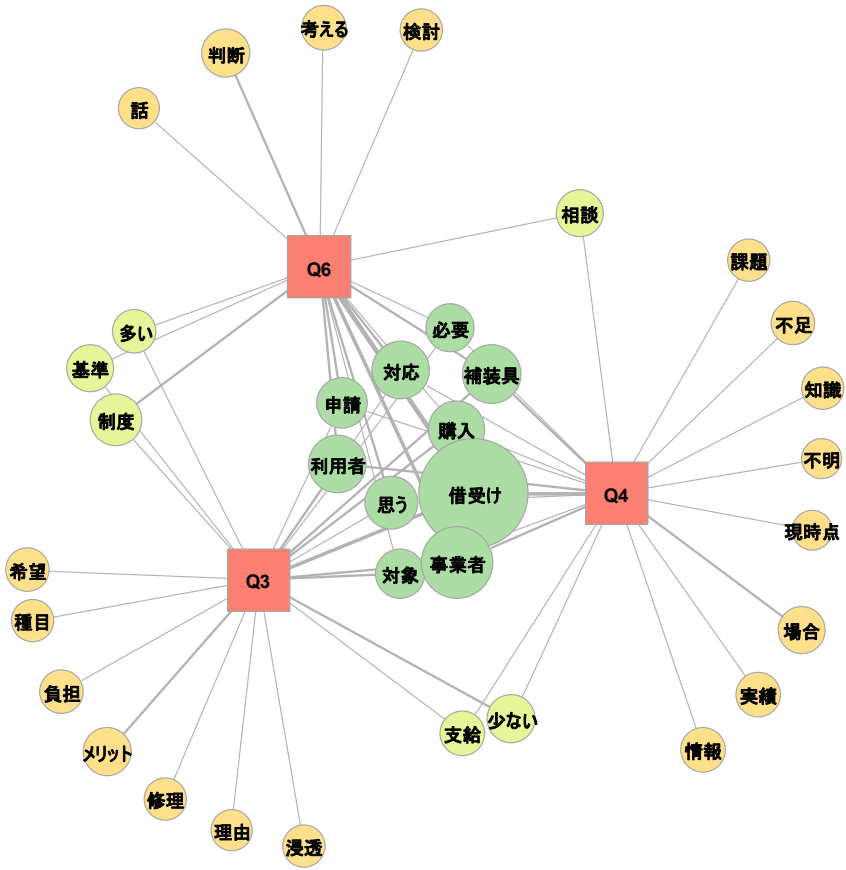 考える
検討
判断
話
相談
課題
Q6
不足
必要
多い
対応
基準
補装具
知識
申請
制度
購入
不明
利用者
借受け
Q4
思う
現時点
事業者
希望
対象
Q3
種目
場合
負担
実績
少ない
支給
情報
メリット
修理
理由
浸透